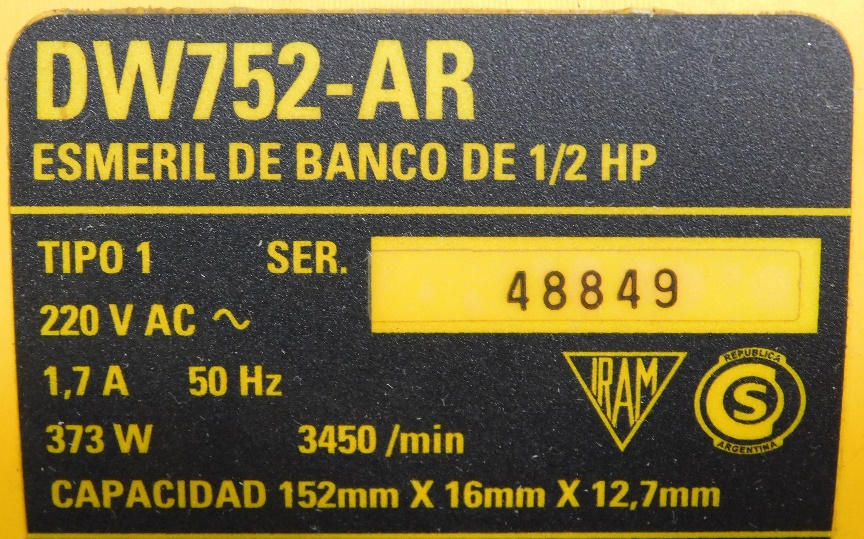 DW752-AR
ESMERIL DE BANCO DE 1/2 HP
TIPO 1 SER. 48849
220 V AC ~
1,7 A 50 Hz
373 W 3450 /min
IRAM
REPUBLICA
S
ARGENTINA
CAPACIDAD 152mm X 16mm X 12,7mm